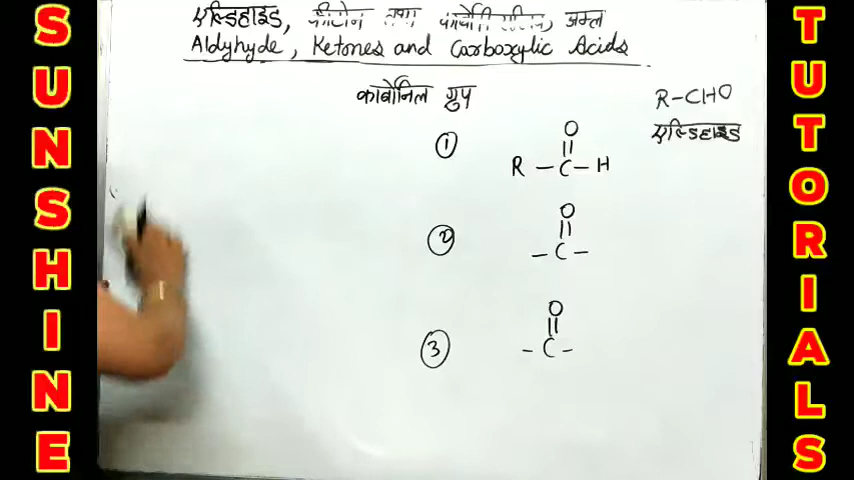 SUNSHINE
एल्डिहाइड, कीटोन तथा अम्ल
Aldyhyde, Ketones and Carboxylic Acids
कार्बोनिल ग्रुप
R-CHO
एल्डिहाइड
① O
R - C - H
② O
- C -
③ O
- C -
TUTORIALS